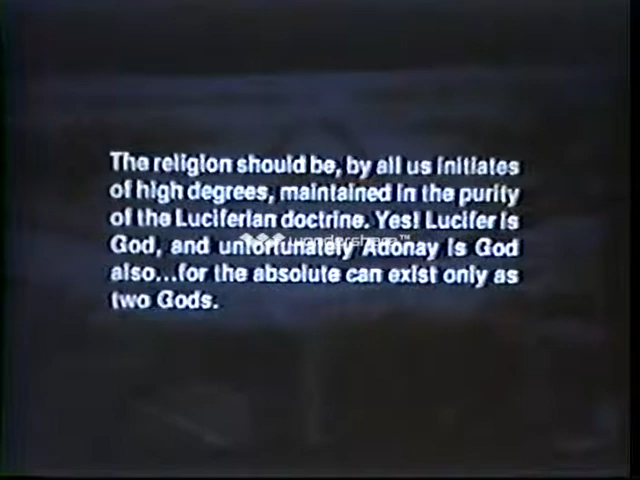 The religion should be, by all us initiates
of high degrees, maintained in the purity
of the Luciferian doctrine. Yes! Lucifer is
God, and unfortunately Adonay is God
wondershare™
also...for the absolute can exist only as
two Gods.